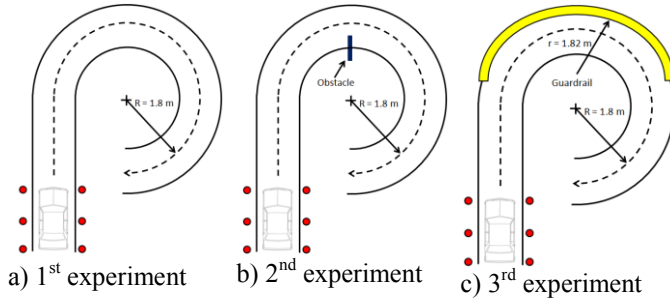 R = 1.8 m
a) 1st experiment
Obstacle
R = 1.8 m
b) 2nd experiment
r = 1.82 m
Guardrail
R = 1.8 m
c) 3rd experiment